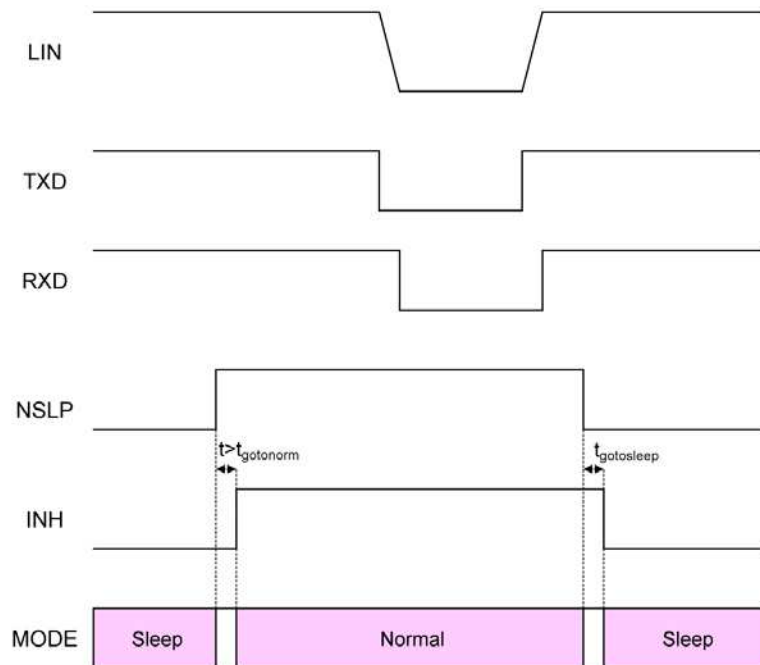 LIN
TXD
RXD
NSLP
t>tgotonorm
tgotosleep
INH
MODE
Sleep
Normal
Sleep